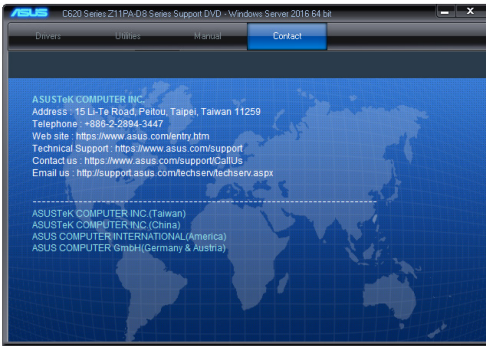 ASUS C620 Series Z11PA-D8 Series Support DVD - Windows Server 2016 64 bit
Drivers Utilities Manual Contact
ASUSTeK COMPUTER INC.
Address : 15 Li-Te Road, Peitou, Taipei, Taiwan 11259
Telephone : +886-2-2894-3447
Web site : https://www.asus.com/entry.htm
Technical Support : https://www.asus.com/support
Contact us : https://www.asus.com/support/CallUs
Email us : http://support.asus.com/techserv/techserv.aspx
ASUSTeK COMPUTER INC.(Taiwan)
ASUSTeK COMPUTER INC.(China)
ASUS COMPUTER INTERNATIONAL(America)
ASUS COMPUTER GmbH(Germany & Austria)